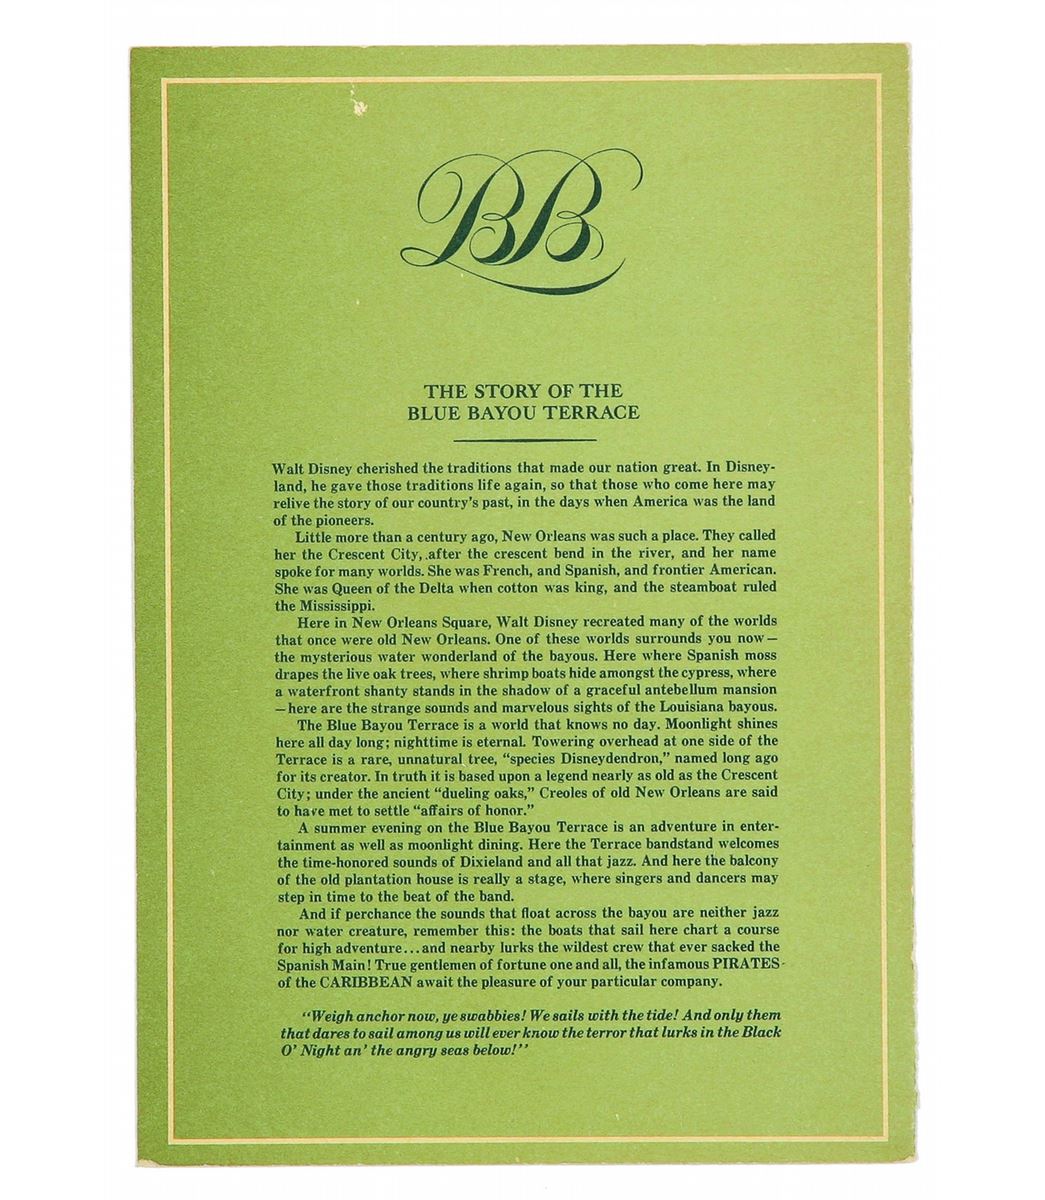 BB
THE STORY OF THE
BLUE BAYOU TERRACE
Walt Disney cherished the traditions that made our nation great. In Disney-
land, he gave those traditions life again, so that those who come here may
relive the story of our country's past, in the days when America was the land
of the pioneers.
Little more than a century ago, New Orleans was such a place. They called
her the Crescent City, .after the crescent bend in the river, and her name
spoke for many worlds. She was French, and Spanish, and frontier American.
She was Queen of the Delta when cotton was king, and the steamboat ruled
the Mississippi.
Here in New Orleans Square, Walt Disney recreated many of the worlds
that once were old New Orleans. One of these worlds surrounds you now—
the mysterious water wonderland of the bayous. Here where Spanish moss
drapes the live oak trees, where shrimp boats hide amongst the cypress, where
a waterfront shanty stands in the shadow of a graceful antebellum mansion
—here are the strange sounds and marvelous sights of the Louisiana bayous.
The Blue Bayou Terrace is a world that knows no day. Moonlight shines
here all day long; nighttime is eternal. Towering overhead at one side of the
Terrace is a rare, unnatural tree, “species Disneydendron,” named long ago
for its creator. In truth it is based upon a legend nearly as old as the Crescent
City; under the ancient “dueling oaks,” Creoles of old New Orleans are said
to have met to settle “affairs of honor.”
A summer evening on the Blue Bayou Terrace is an adventure in enter-
tainment as well as moonlight dining. Here the Terrace bandstand welcomes
the time-honored sounds of Dixieland and all that jazz. And here the balcony
of the old plantation house is really a stage, where singers and dancers may
step in time to the beat of the band.
And if perchance the sounds that float across the bayou are neither jazz
nor water creature, remember this: the boats that sail here chart a course
for high adventure...and nearby lurks the wildest crew that ever sacked the
Spanish Main! True gentlemen of fortune one and all, the infamous PIRATES
of the CARIBBEAN await the pleasure of your particular company.
“Weigh anchor now, ye swabbies! We sails with the tide! And only them
that dares to sail among us will ever know the terror that lurks in the Black
O' Night an' the angry seas below!”